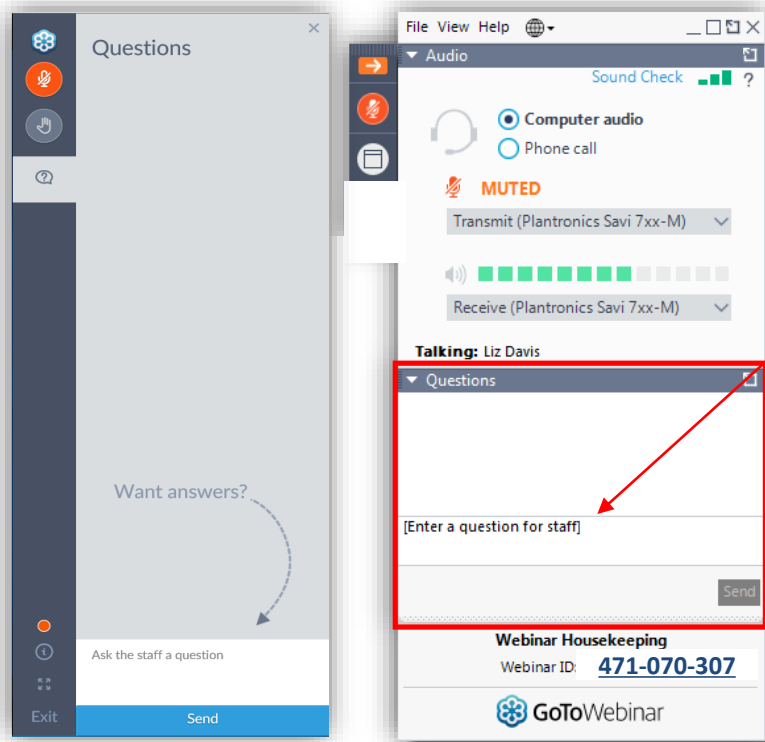 Questions
Want answers?
Ask the staff a question
Exit
Send
File View Help
Audio
Sound Check ?
Computer audio
Phone call
MUTED
Transmit (Plantronics Savi 7xx-M)
Receive (Plantronics Savi 7xx-M)
Talking: Liz Davis
Questions
[Enter a question for staff]
Send
Webinar Housekeeping
Webinar ID: 471-070-307
GoToWebinar